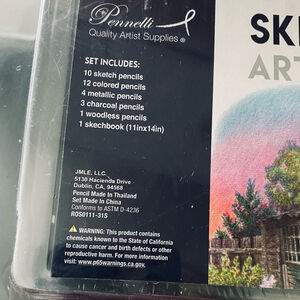 Pennelli
Quality Artist Supplies ®
SK
ART
SET INCLUDES:
10 sketch pencils
12 colored pencils
4 metallic pencils
3 charcoal pencils
1 woodless pencils
1 skechbook (11inx14in)
JMLE, LLC.
5130 Hacienda Drive
Dublin, CA, 94568
Pencil Made In Thailand
Set Made In China
Conforms to ASTM D-4236
ROS0111-31S
WARNING: This product contains
chemicals known to the State of California
to cause cancer and birth defects or other
reproductive harm. For more information
visit: www.p65warnings.ca.gov